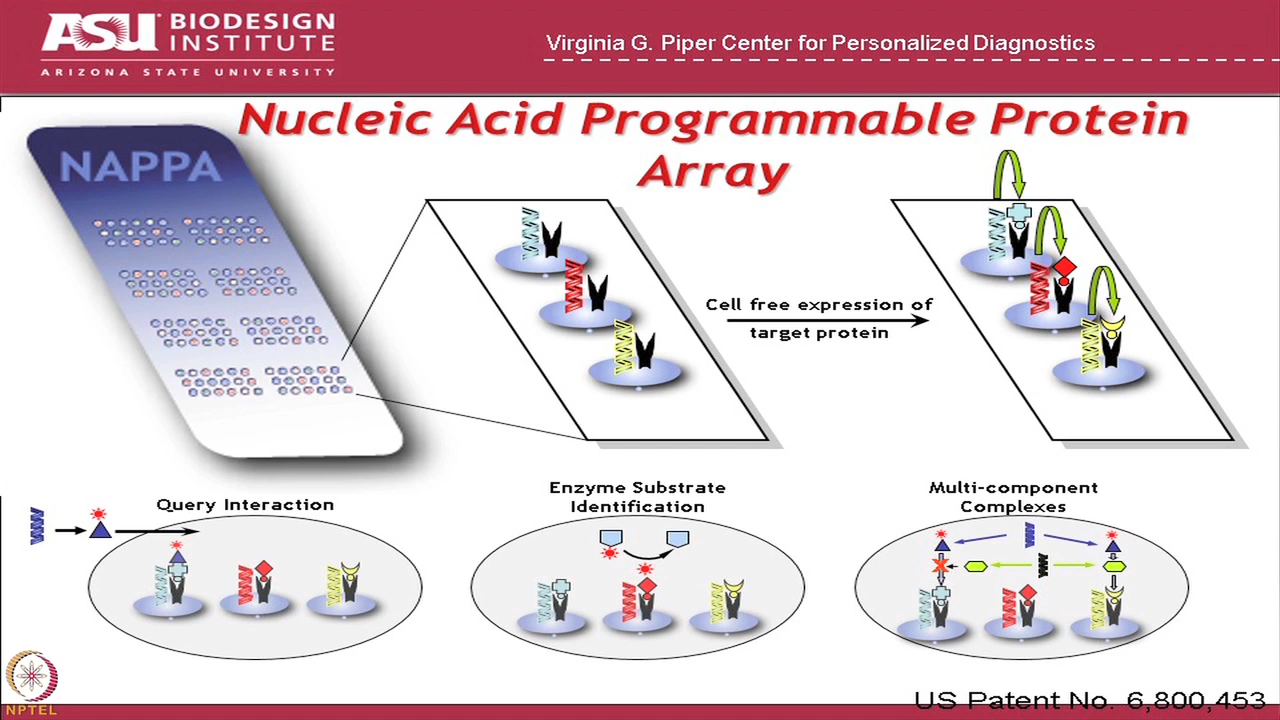 ASU BIODESIGN
INSTITUTE
ARIZONA STATE UNIVERSITY
Virginia G. Piper Center for Personalized Diagnostics
Nucleic Acid Programmable Protein
Array
NAPPA
Cell free expression of
target protein
Query Interaction
Enzyme Substrate
Identification
Multi-component
Complexes
US Patent No. 6,800,453
NPTEL